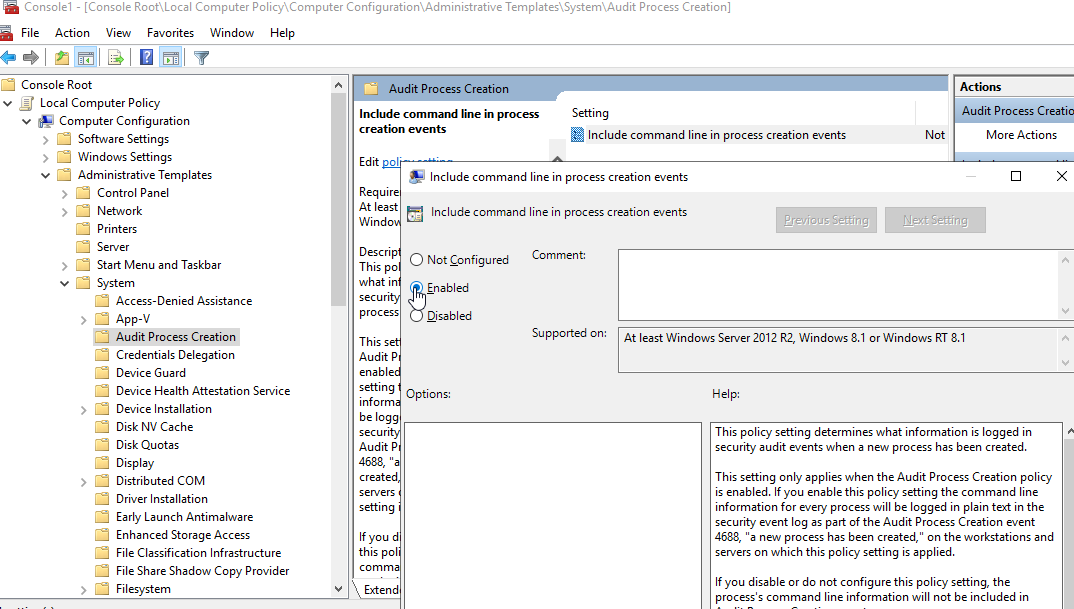 Console1 - [Console Root\Local Computer Policy\Computer Configuration\Administrative Templates\System\Audit Process Creation]
File Action View Favorites Window Help
Console Root
Local Computer Policy
Computer Configuration
Software Settings
Windows Settings
Administrative Templates
Control Panel
Network
Printers
Server
Start Menu and Taskbar
System
Access-Denied Assistance
App-V
Audit Process Creation
Credentials Delegation
Device Guard
Device Health Attestation Service
Device Installation
Disk NV Cache
Disk Quotas
Display
Distributed COM
Driver Installation
Early Launch Antimalware
Enhanced Storage Access
File Classification Infrastructure
File Share Shadow Copy Provider
Filesystem
Audit Process Creation
Include command line in process
creation events
Edit policy setting
Require
At least
Window
Descript
This pol
what in
security
process
This set
Audit Pr
enabled
setting t
informa
be logg
security
Audit Pr
4688, "a
created,
servers o
setting i
If you d
this poli
comma
Extend
Setting
Include command line in process creation events Not
Actions
Audit Process Creatio
More Actions
Include command line in process creation events
Include command line in process creation events
Previous Setting Next Setting
Not Configured
Enabled
Disabled
Comment:
Supported on:
At least Windows Server 2012 R2, Windows 8.1 or Windows RT 8.1
Options:
Help:
This policy setting determines what information is logged in
security audit events when a new process has been created.
This setting only applies when the Audit Process Creation policy
is enabled. If you enable this policy setting the command line
information for every process will be logged in plain text in the
security event log as part of the Audit Process Creation event
4688, "a new process has been created," on the workstations and
servers on which this policy setting is applied.
If you disable or do not configure this policy setting, the
process's command line information will not be included in